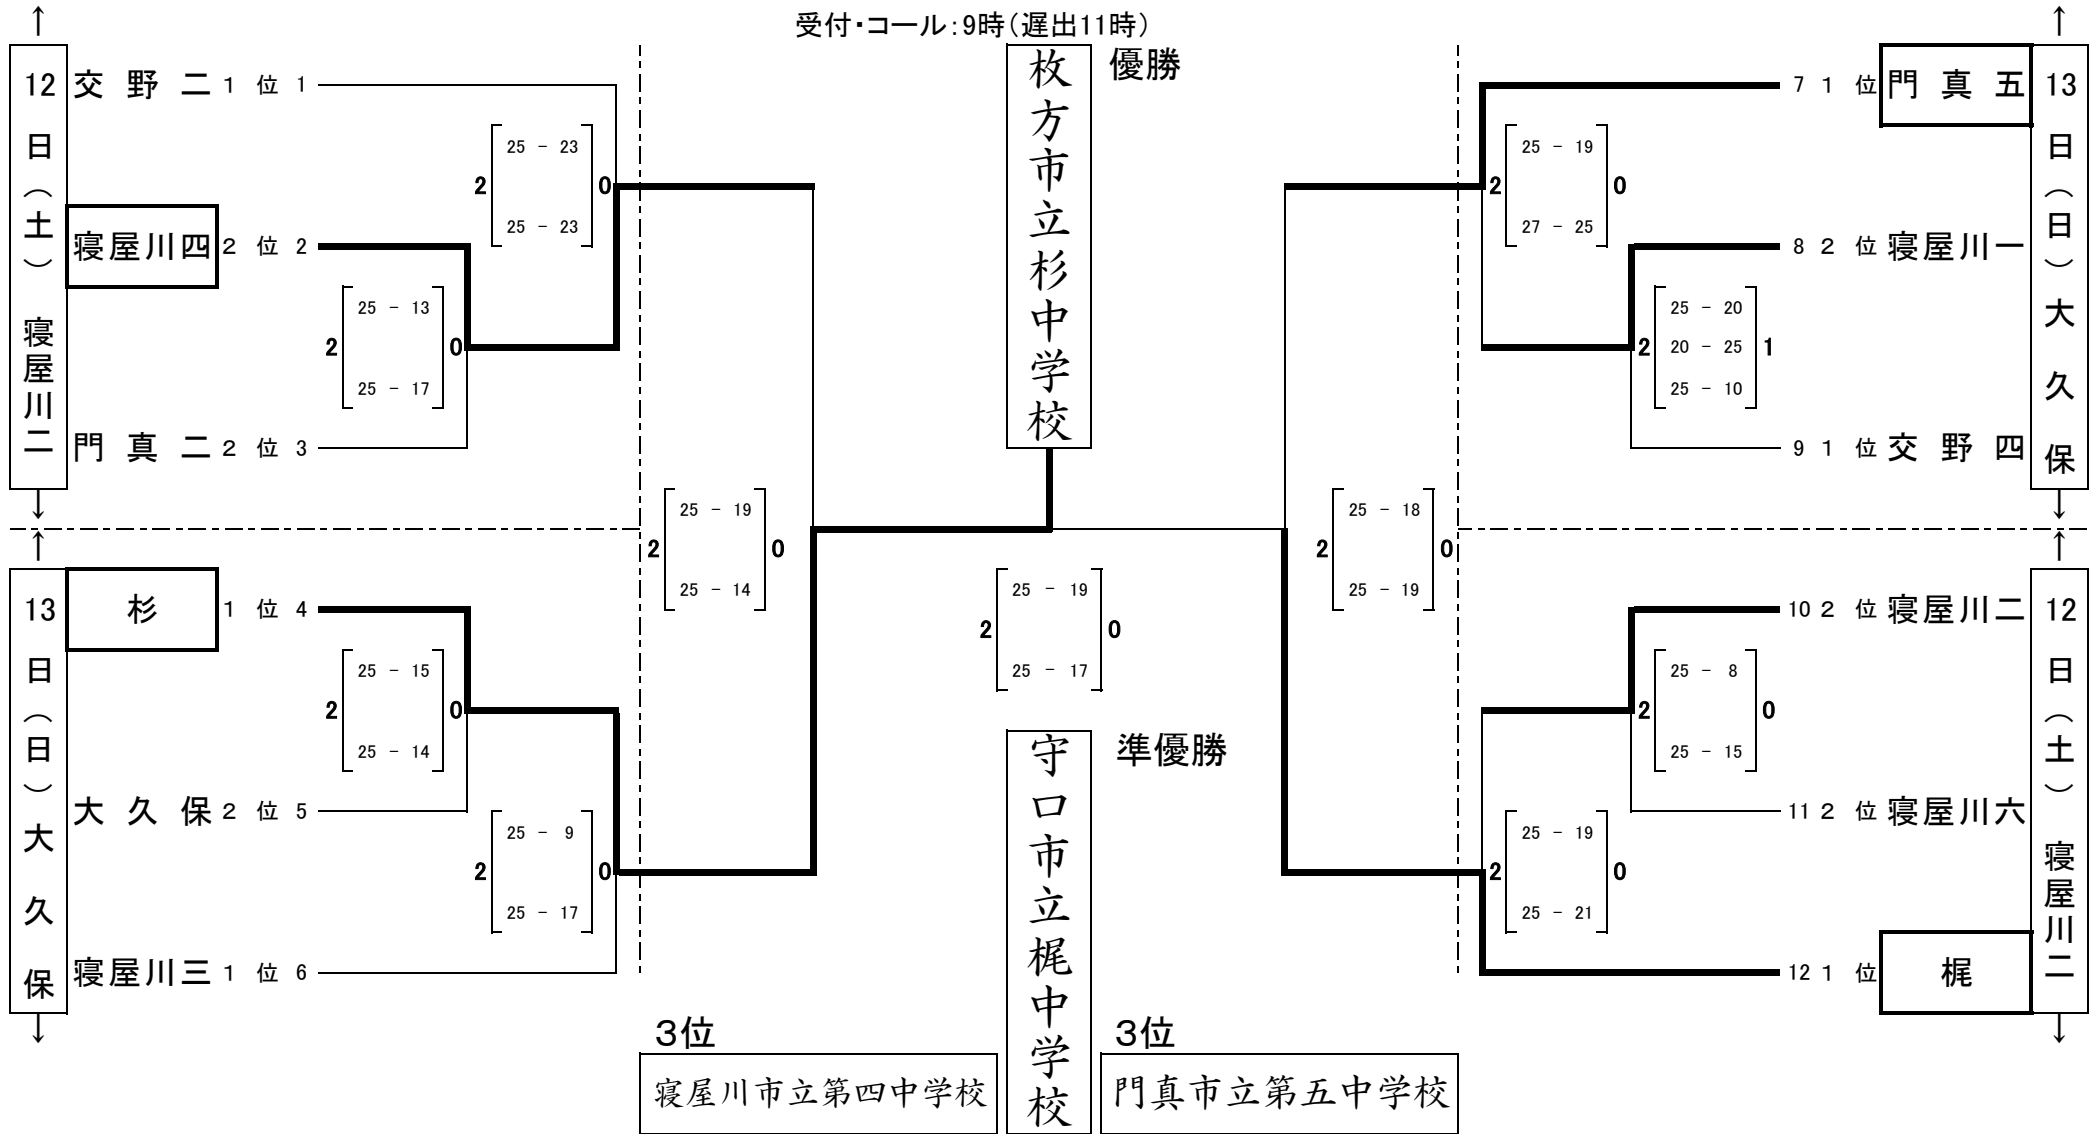 受付・コール:9時(遅出11時)
優勝
枚方市立杉中学校
↑
12日(土) 寝屋川二
↓
交野二 1 位 1
2 [25 - 23 25 - 23] 0
寝屋川四 2 位 2
2 [25 - 13 25 - 17] 0
門真二 2 位 3
2 [25 - 19 25 - 14] 0
↑
13日(日)大久保
↓
杉 1 位 4
2 [25 - 15 25 - 14] 0
大久保 2 位 5
2 [25 - 9 25 - 17] 0
寝屋川三 1 位 6
2 [25 - 19 25 - 17] 0
↑
13日(日)大久保
↓
7 1 位 門真五
2 [25 - 19 27 - 25] 0
8 2 位 寝屋川一
2 [25 - 20 20 - 25 25 - 10] 1
9 1 位 交野四
2 [25 - 18 25 - 19] 0
↑
12日(土) 寝屋川二
↓
10 2 位 寝屋川二
2 [25 - 8 25 - 15] 0
11 2 位 寝屋川六
2 [25 - 19 25 - 21] 0
12 1 位 梶
準優勝
守口市立梶中学校
3位
寝屋川市立第四中学校
3位
門真市立第五中学校